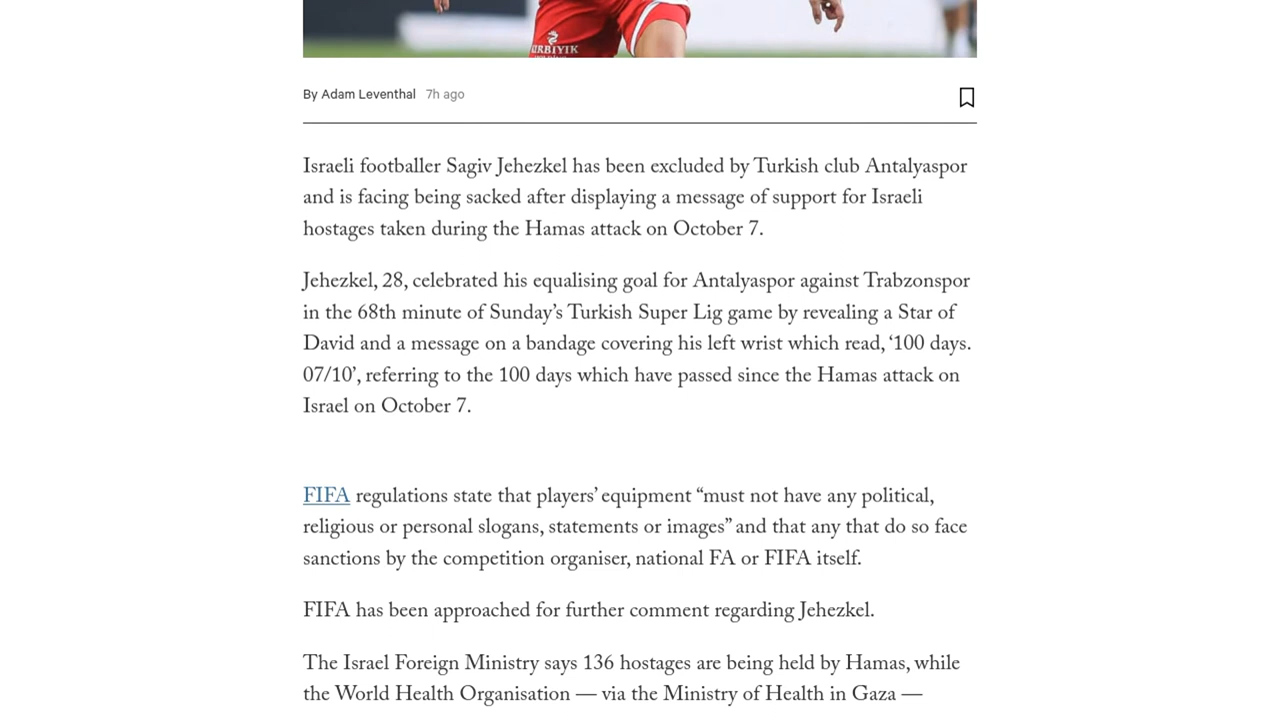 URBIYIK
By Adam Leventhal 7h ago
Israeli footballer Sagiv Jehezkel has been excluded by Turkish club Antalyaspor
and is facing being sacked after displaying a message of support for Israeli
hostages taken during the Hamas attack on October 7.
Jehezkel, 28, celebrated his equalising goal for Antalyaspor against Trabzonspor
in the 68th minute of Sunday’s Turkish Super Lig game by revealing a Star of
David and a message on a bandage covering his left wrist which read, ‘100 days.
07/10’, referring to the 100 days which have passed since the Hamas attack on
Israel on October 7.
FIFA regulations state that players’ equipment “must not have any political,
religious or personal slogans, statements or images” and that any that do so face
sanctions by the competition organiser, national FA or FIFA itself.
FIFA has been approached for further comment regarding Jehezkel.
The Israel Foreign Ministry says 136 hostages are being held by Hamas, while
the World Health Organisation — via the Ministry of Health in Gaza —